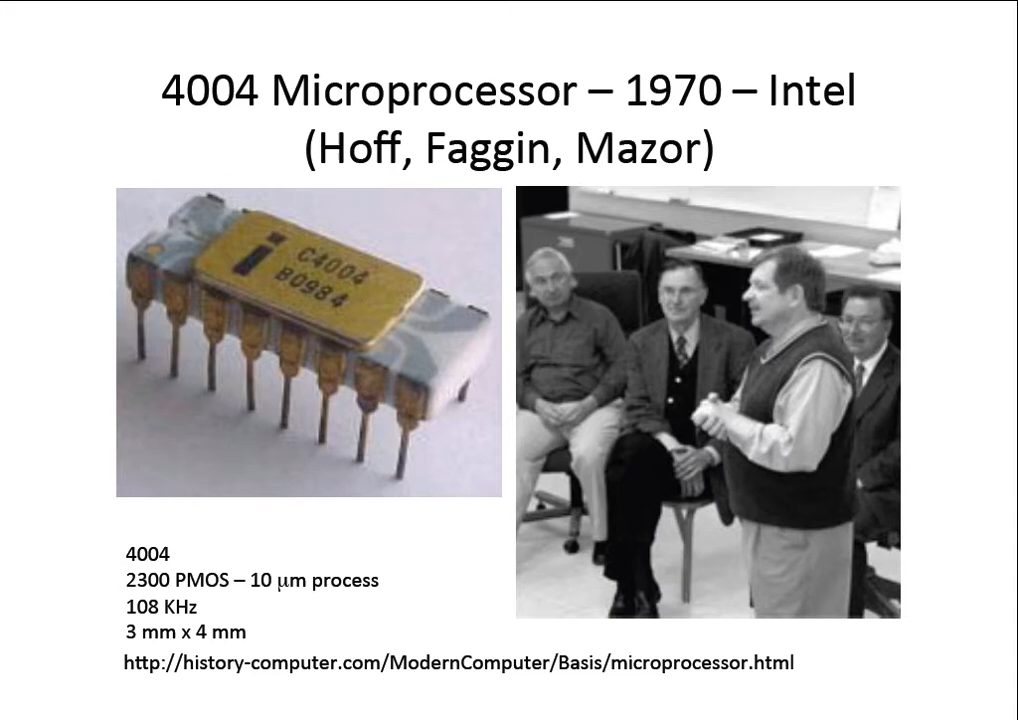 4004 Microprocessor – 1970 – Intel
(Hoff, Faggin, Mazor)
i
C4004
B0984
4004
2300 PMOS – 10 μm process
108 KHz
3 mm x 4 mm
http://history-computer.com/ModernComputer/Basis/microprocessor.html